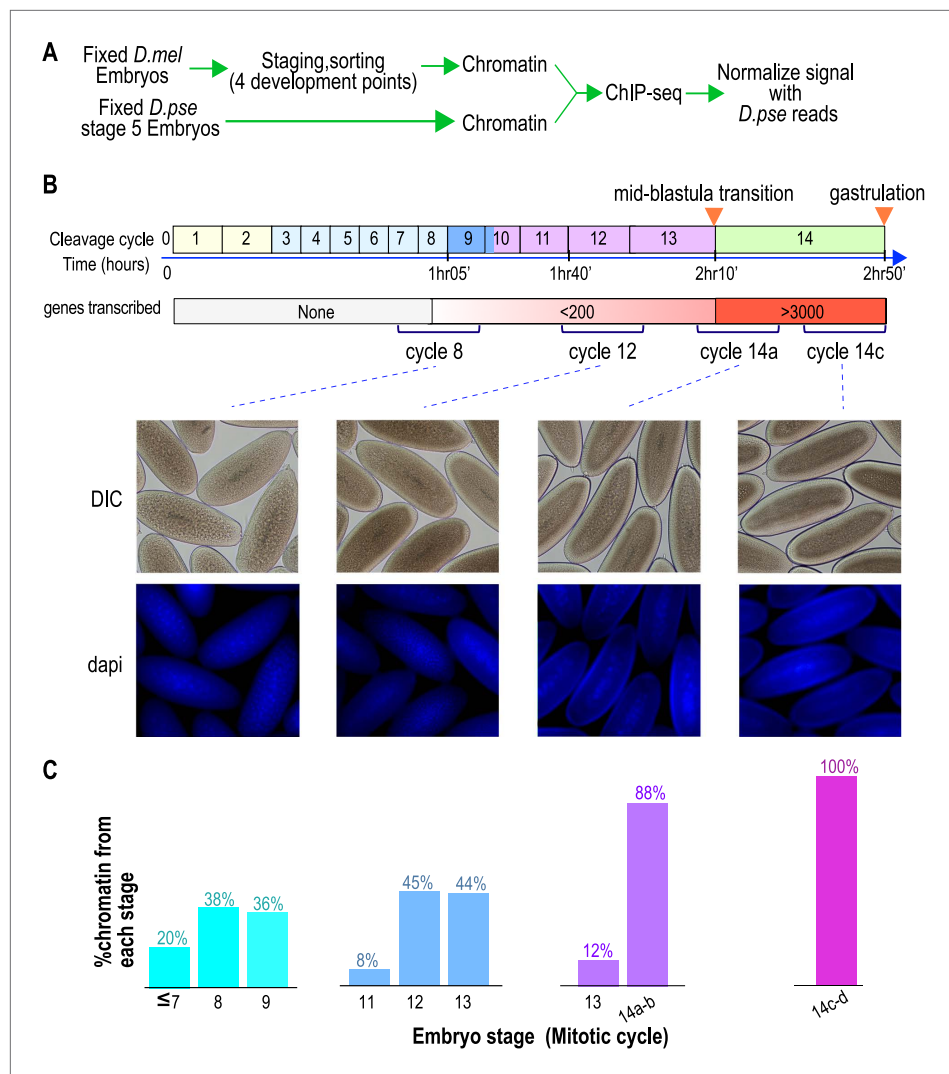 A
Fixed D.mel
Embryos
Staging,sorting
(4 development points)
Chromatin
Fixed D.pse
stage 5 Embryos
Chromatin
ChIP-seq
Normalize signal
with
D.pse reads
B
mid-blastula transition
gastrulation
Cleavage cycle
0 1 2 3 4 5 6 7 8 9 10 11 12 13 14
Time (hours)
0 1hr05’ 1hr40’ 2hr10’ 2hr50’
genes transcribed
None <200 >3000
cycle 8 cycle 12 cycle 14a cycle 14c
DIC
dapi
C
%chromatin from
each stage
20% 38% 36% 8% 45% 44% 12% 88% 100%
≤7 8 9 11 12 13 13 14a-b 14c-d
Embryo stage (Mitotic cycle)